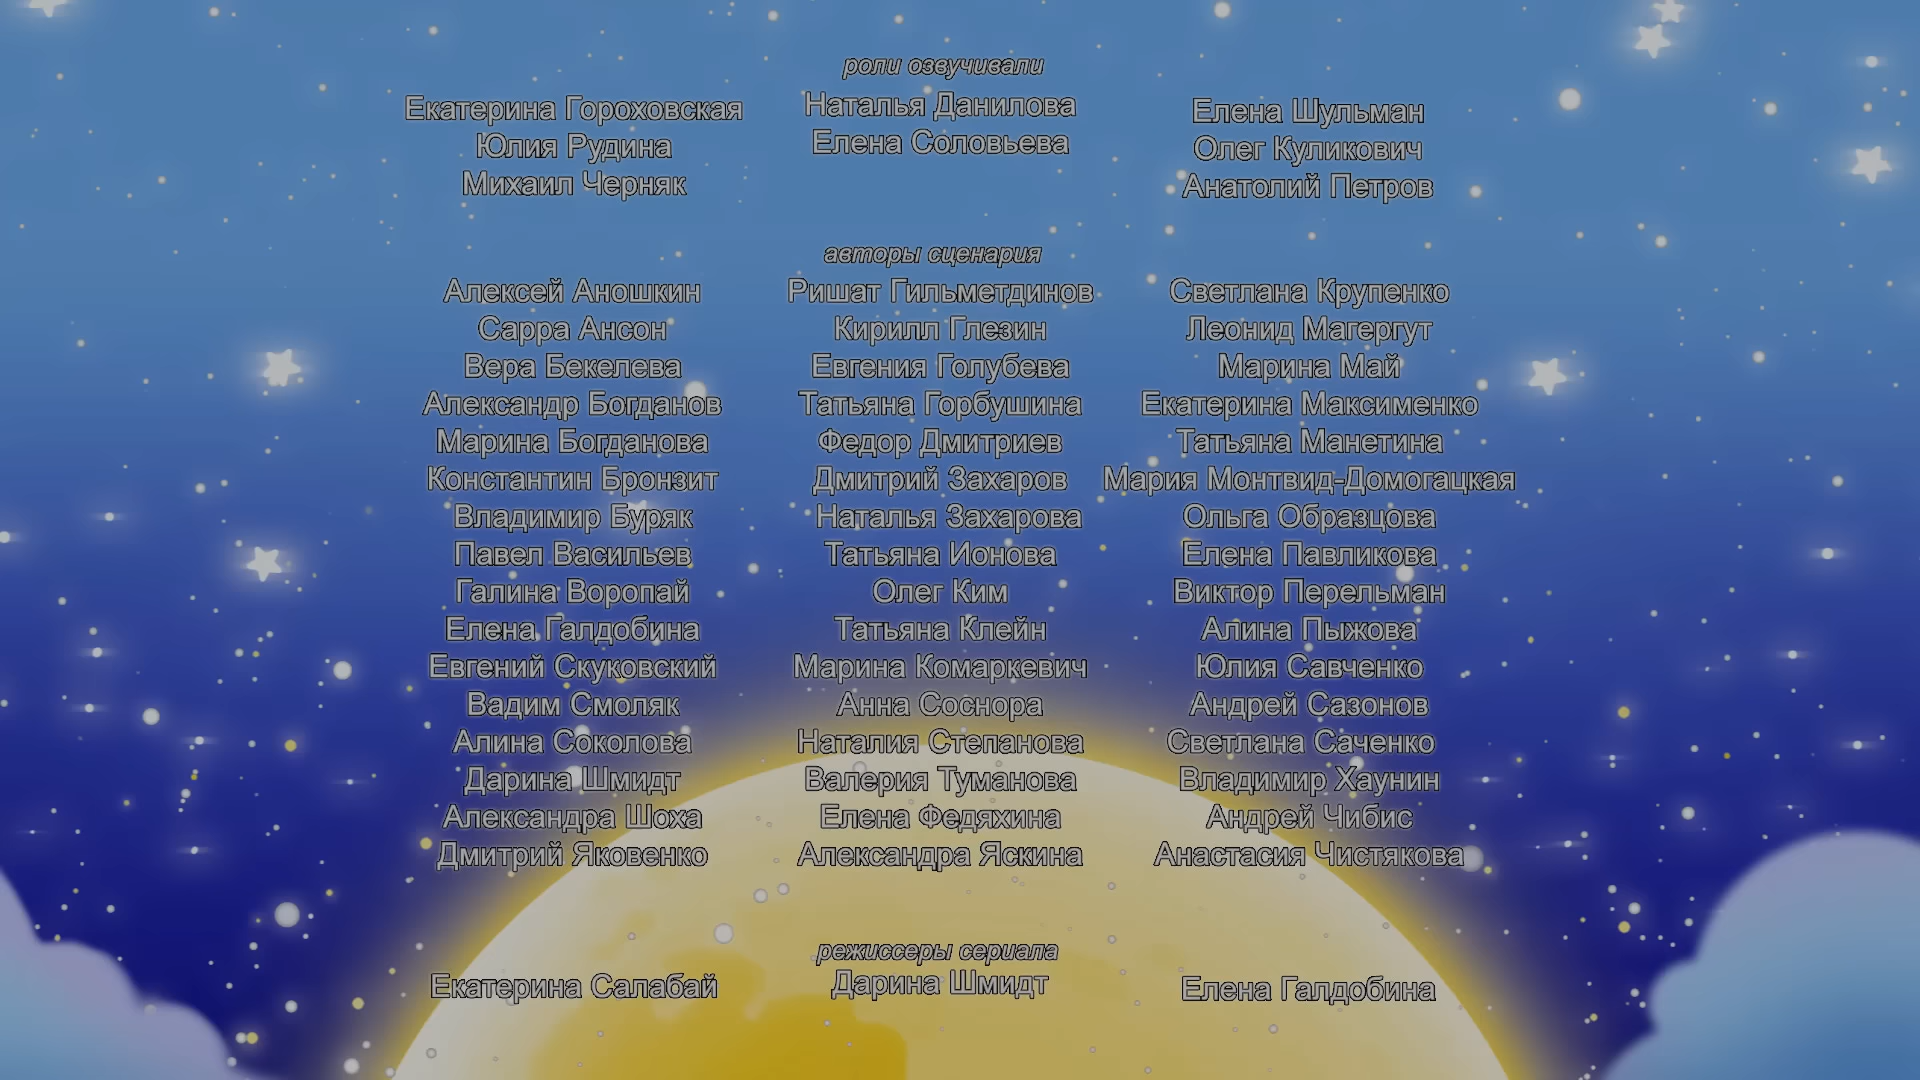 роли озвучивали
Екатерина Гороховская Наталья Данилова Елена Шульман
Юлия Рудина Елена Соловьева Олег Куликович
Михаил Черняк Анатолий Петров
авторы сценария
Алексей Аношкин Ришат Гильметдинов Светлана Крупенко
Сарра Ансон Кирилл Глезин Леонид Магергут
Вера Бекелева Евгения Голубева Марина Май
Александр Богданов Татьяна Горбушина Екатерина Максименко
Марина Богданова Федор Дмитриев Татьяна Манетина
Константин Бронзит Дмитрий Захаров Мария Монтвид-Домогацкая
Владимир Буряк Наталья Захарова Ольга Образцова
Павел Васильев Татьяна Ионова Елена Павликова
Галина Воропай Олег Ким Виктор Перельман
Елена Галдобина Татьяна Клейн Алина Пыжова
Евгений Скуковский Марина Комаркевич Юлия Савченко
Вадим Смоляк Анна Соснора Андрей Сазонов
Алина Соколова Наталия Степанова Светлана Саченко
Дарина Шмидт Валерия Туманова Владимир Хаунин
Александра Шоха Елена Федяхина Андрей Чибис
Дмитрий Яковенко Александра Яскина Анастасия Чистякова
режиссеры сериала
Екатерина Салабай Дарина Шмидт Елена Галдобина